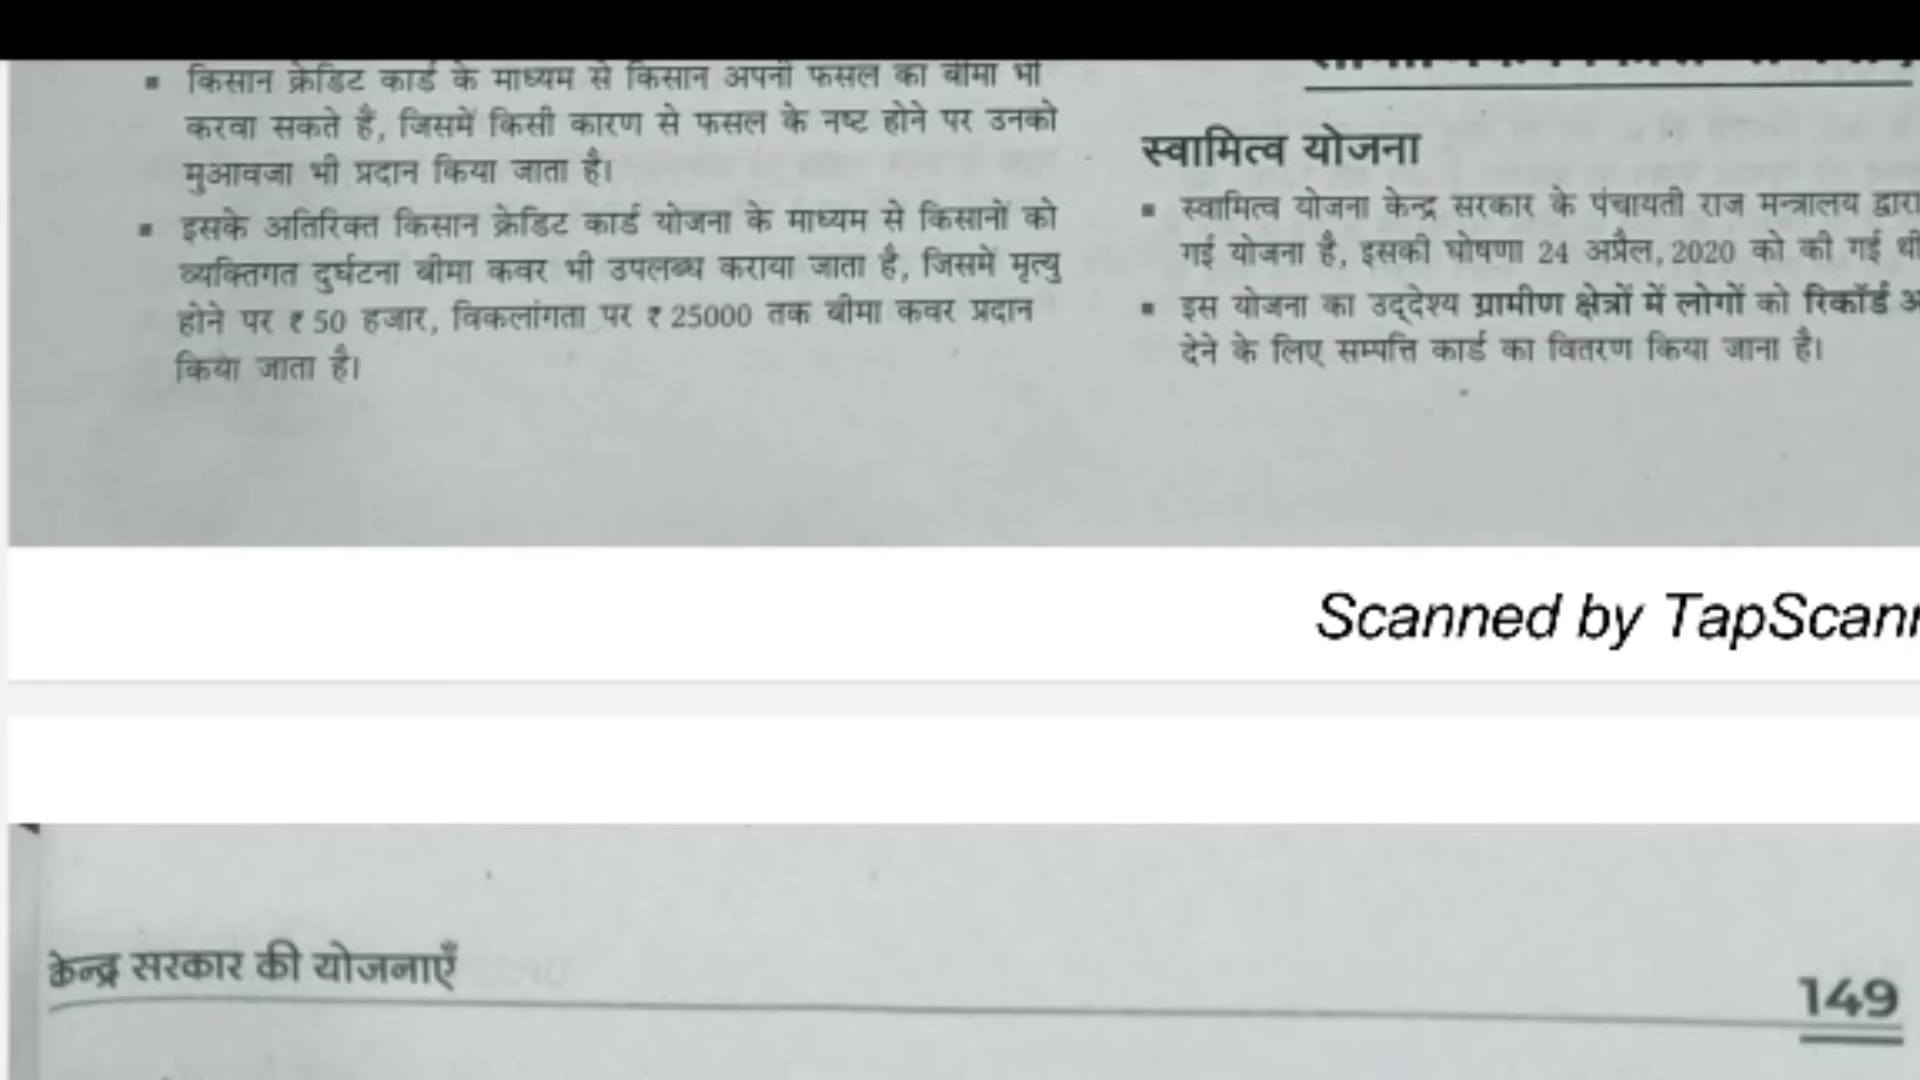 किसान क्रेडिट कार्ड के माध्यम से किसान अपनी फसल का बीमा भी
करवा सकते हैं, जिसमें किसी कारण से फसल के नष्ट होने पर उनको
मुआवजा भी प्रदान किया जाता है।
इसके अतिरिक्त किसान क्रेडिट कार्ड योजना के माध्यम से किसानों को
व्यक्तिगत दुर्घटना बीमा कवर भी उपलब्ध कराया जाता है, जिसमें मृत्यु
होने पर ₹ 50 हजार, विकलांगता पर ₹ 25000 तक बीमा कवर प्रदान
किया जाता है।
स्वामित्व योजना
स्वामित्व योजना केन्द्र सरकार के पंचायती राज मन्त्रालय द्वारा
गई योजना है, इसकी घोषणा 24 अप्रैल, 2020 को की गई थी
इस योजना का उद्देश्य ग्रामीण क्षेत्रों में लोगों को रिकॉर्ड
देने के लिए सम्पत्ति कार्ड का वितरण किया जाना है।
Scanned by TapScann
केन्द्र सरकार की योजनाएँ
149